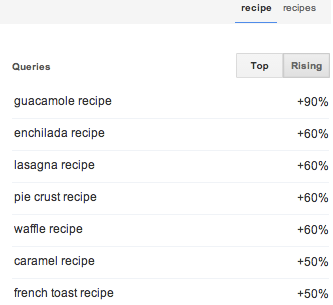 recipe recipes
Queries Top Rising
guacamole recipe +90%
enchilada recipe +60%
lasagna recipe +60%
pie crust recipe +60%
waffle recipe +60%
caramel recipe +50%
french toast recipe +50%